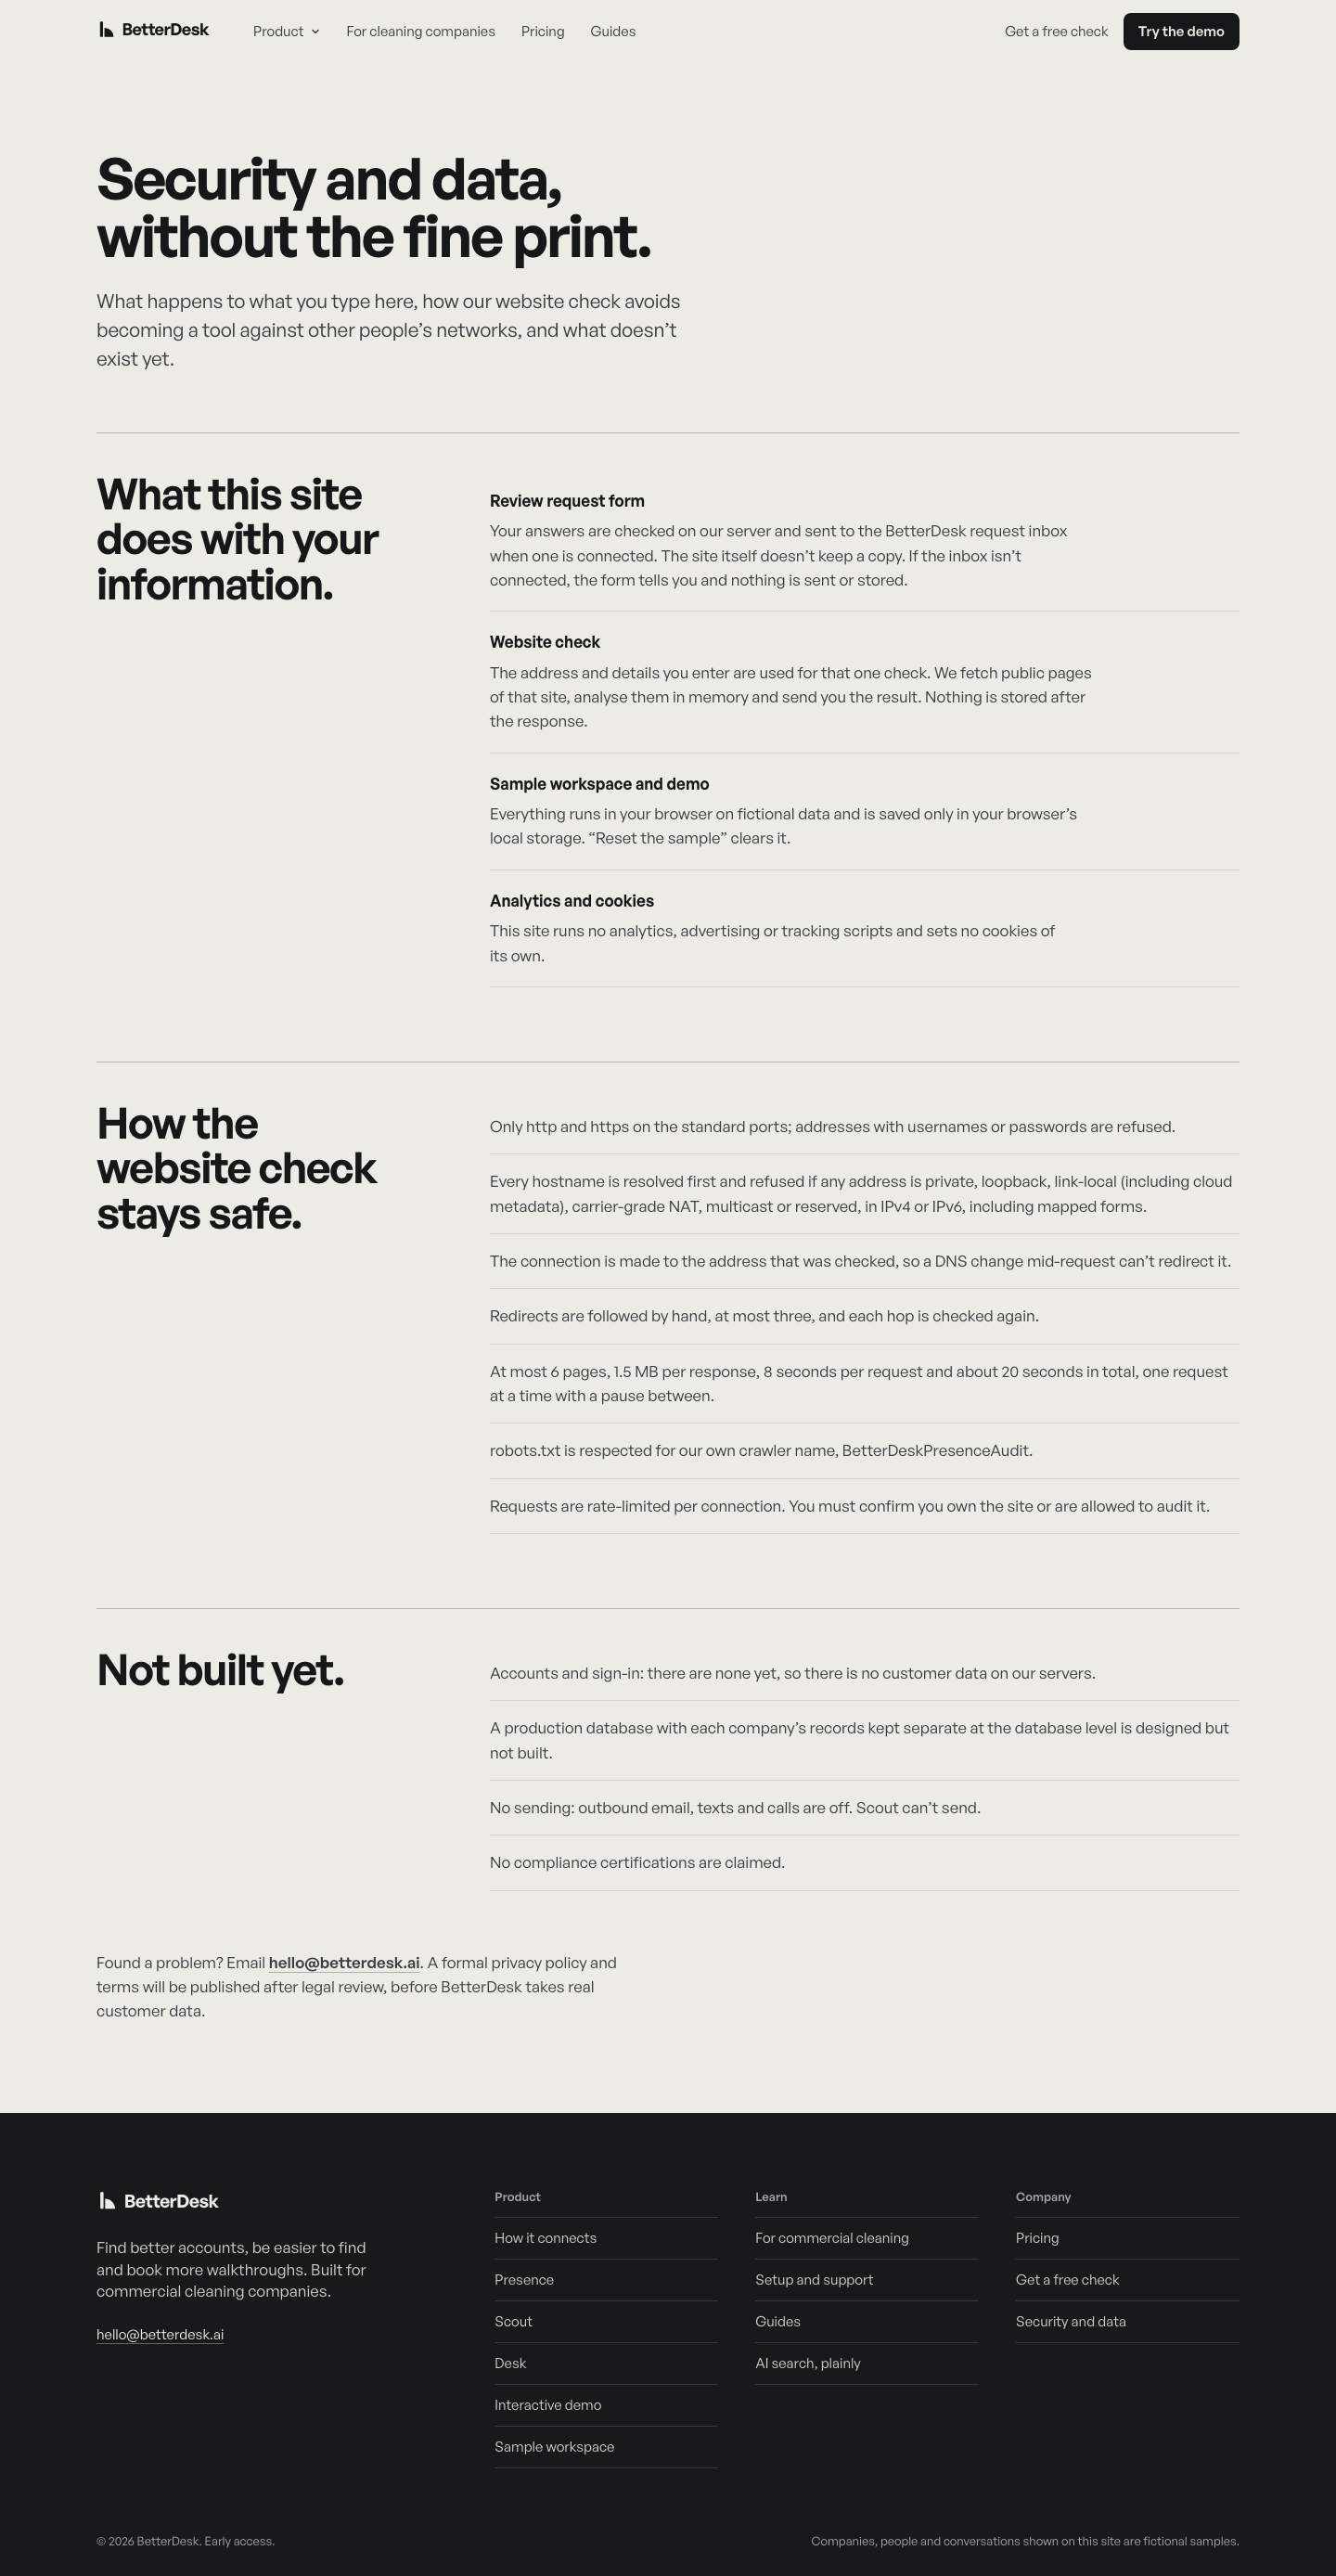 BetterDesk
Product
For cleaning companies
Pricing
Guides
Get a free check
Try the demo
Security and data,
without the fine print.
What happens to what you type here, how our website check avoids
becoming a tool against other people’s networks, and what doesn’t
exist yet.
What this site
does with your
information.
Review request form
Your answers are checked on our server and sent to the BetterDesk request inbox
when one is connected. The site itself doesn’t keep a copy. If the inbox isn’t
connected, the form tells you and nothing is sent or stored.
Website check
The address and details you enter are used for that one check. We fetch public pages
of that site, analyse them in memory and send you the result. Nothing is stored after
the response.
Sample workspace and demo
Everything runs in your browser on fictional data and is saved only in your browser’s
local storage. “Reset the sample” clears it.
Analytics and cookies
This site runs no analytics, advertising or tracking scripts and sets no cookies of
its own.
How the
website check
stays safe.
Only http and https on the standard ports; addresses with usernames or passwords are refused.
Every hostname is resolved first and refused if any address is private, loopback, link-local (including cloud
metadata), carrier-grade NAT, multicast or reserved, in IPv4 or IPv6, including mapped forms.
The connection is made to the address that was checked, so a DNS change mid-request can’t redirect it.
Redirects are followed by hand, at most three, and each hop is checked again.
At most 6 pages, 1.5 MB per response, 8 seconds per request and about 20 seconds in total, one request
at a time with a pause between.
robots.txt is respected for our own crawler name, BetterDeskPresenceAudit.
Requests are rate-limited per connection. You must confirm you own the site or are allowed to audit it.
Not built yet.
Accounts and sign-in: there are none yet, so there is no customer data on our servers.
A production database with each company’s records kept separate at the database level is designed but
not built.
No sending: outbound email, texts and calls are off. Scout can’t send.
No compliance certifications are claimed.
Found a problem? Email hello@betterdesk.ai. A formal privacy policy and
terms will be published after legal review, before BetterDesk takes real
customer data.
BetterDesk
Find better accounts, be easier to find
and book more walkthroughs. Built for
commercial cleaning companies.
hello@betterdesk.ai
Product
How it connects
Presence
Scout
Desk
Interactive demo
Sample workspace
Learn
For commercial cleaning
Setup and support
Guides
AI search, plainly
Company
Pricing
Get a free check
Security and data
© 2026 BetterDesk. Early access.
Companies, people and conversations shown on this site are fictional samples.